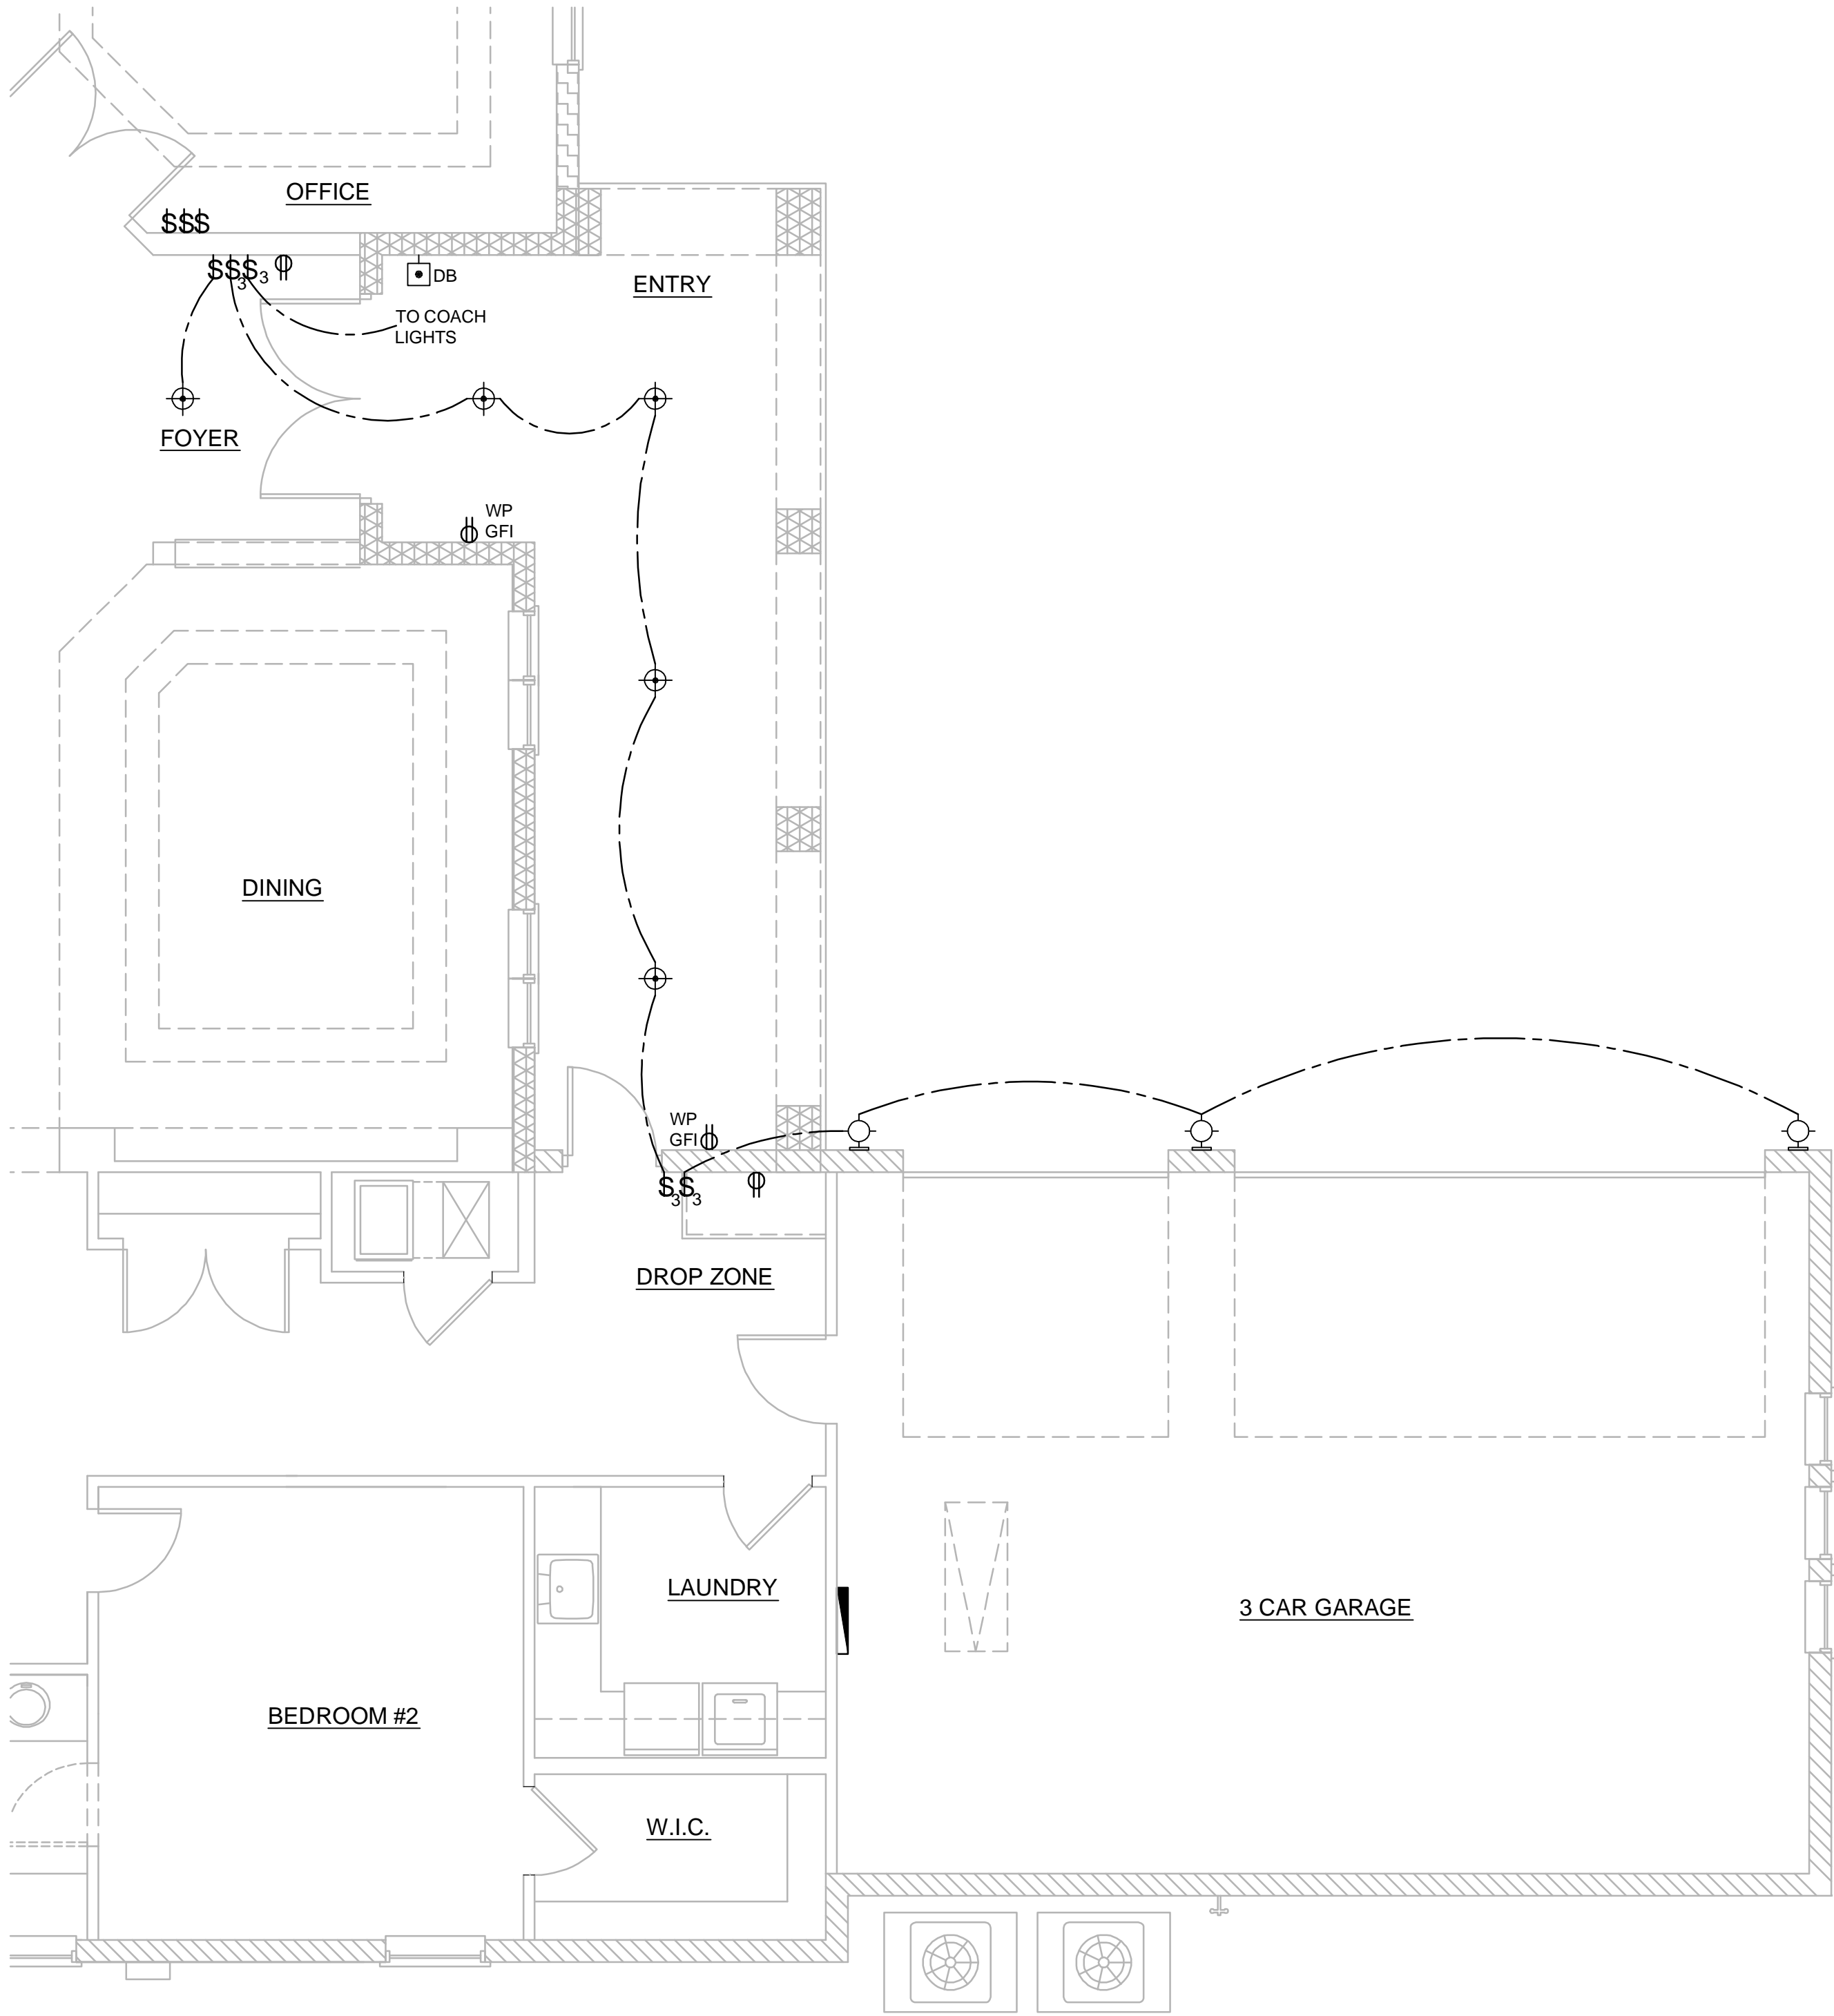 OFFICE
$$$
$$3$3
DB
ENTRY
TO COACH
LIGHTS
FOYER
WP
GFI
DINING
WP
GFI
$3$3
DROP ZONE
LAUNDRY
3 CAR GARAGE
BEDROOM #2
W.I.C.